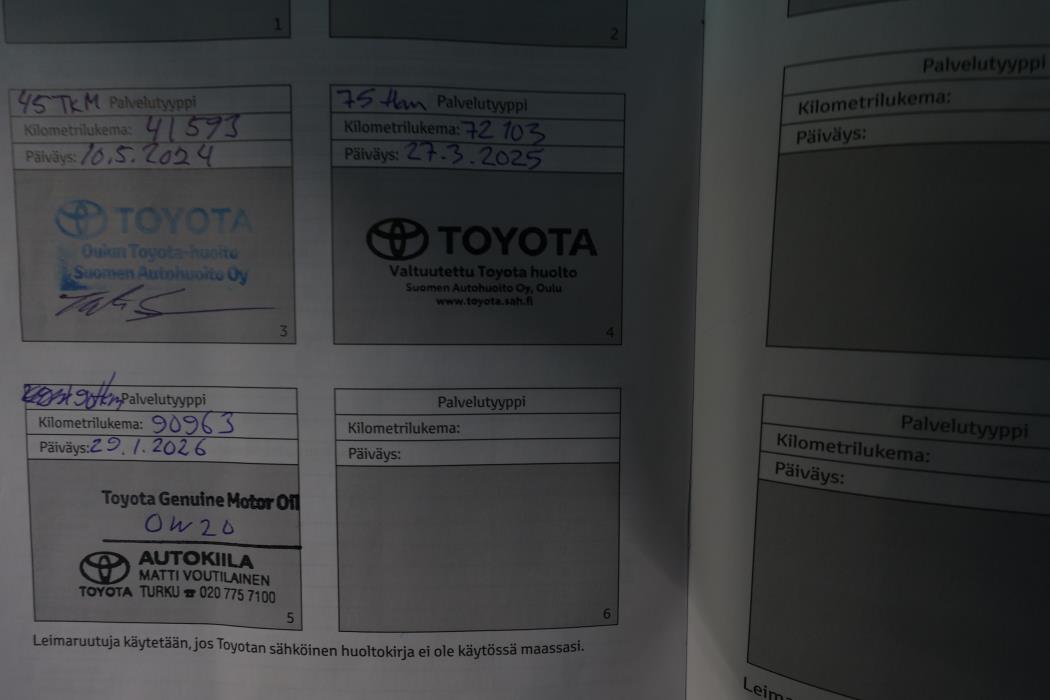 1
2
45 TKM Palvelutyyppi
Kilometrilukema: 41593
Päiväys: 10.5.2024
TOYOTA
Oulun Toyota-huolto
Suomen Autohuolto Oy
3
75 tkm Palvelutyyppi
Kilometrilukema: 72 103
Päiväys: 27.3.2025
TOYOTA
Valtuutettu Toyota huolto
Suomen Autohuolto Oy, Oulu
www.toyota.sah.fi
4
90tkm Palvelutyyppi
Kilometrilukema: 90963
Päiväys: 29.1.2026
Toyota Genuine Motor Oil
0W20
AUTOKIILA
MATTI VOUTILAINEN
TOYOTA TURKU ☎ 020 775 7100
5
Palvelutyyppi
Kilometrilukema:
Päiväys:
6
Leimaruutuja käytetään, jos Toyotan sähköinen huoltokirja ei ole käytössä maassasi.
Palvelutyyppi
Kilometrilukema:
Päiväys:
Palvelutyyppi
Kilometrilukema:
Päiväys:
Leim